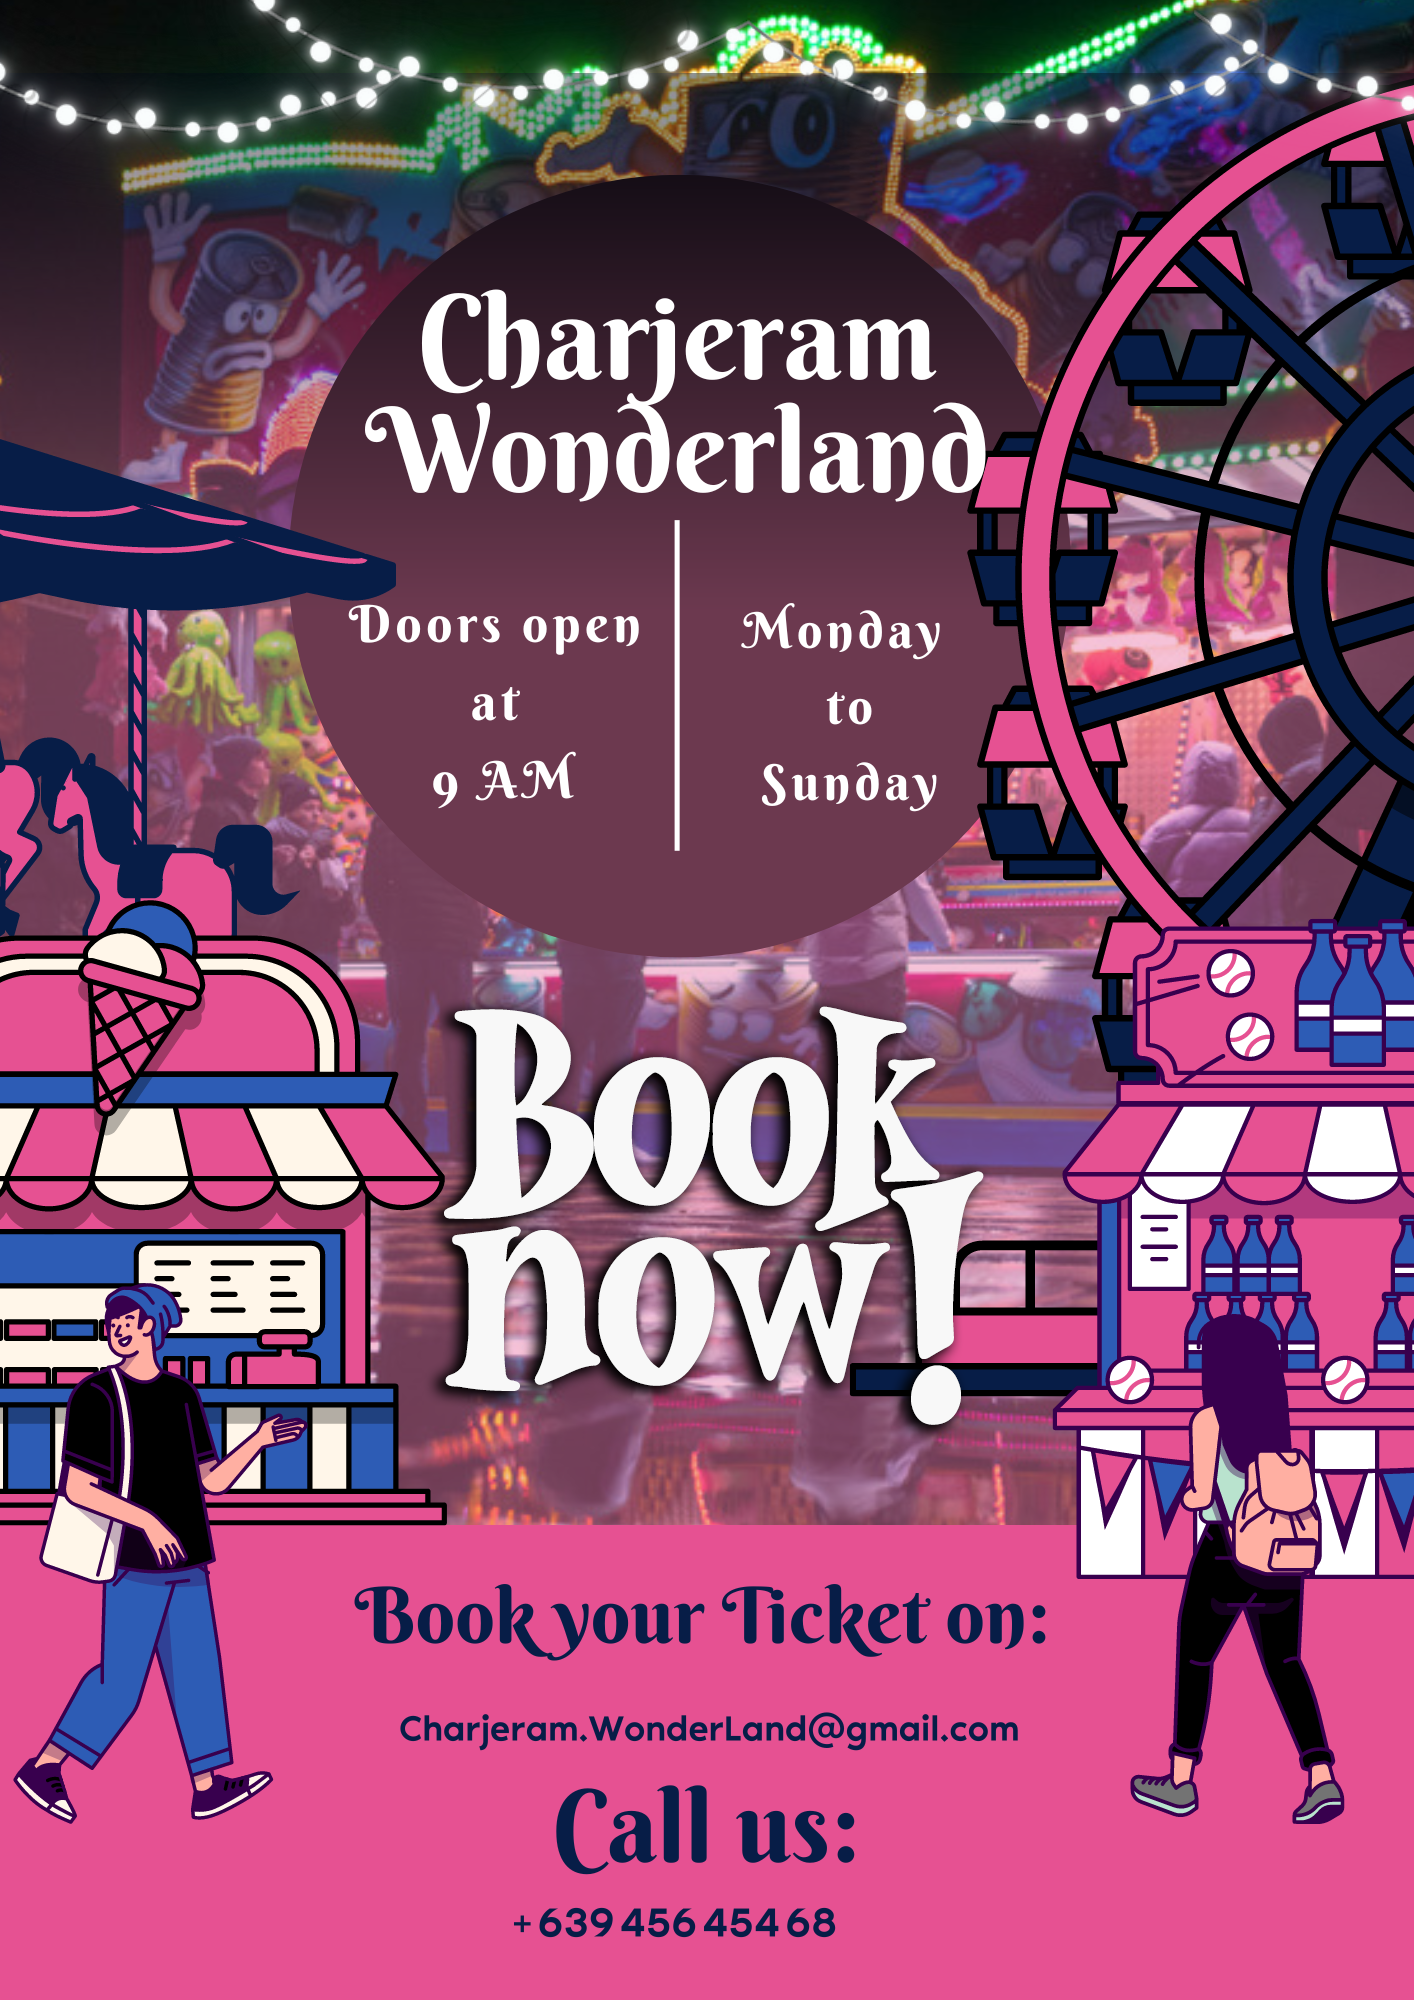 Charjeram
Wonderland
Doors open
at
9 AM
Monday
to
Sunday
Book
now!
Book your Ticket on:
Charjeram.WonderLand@gmail.com
Call us:
+639 456 454 68